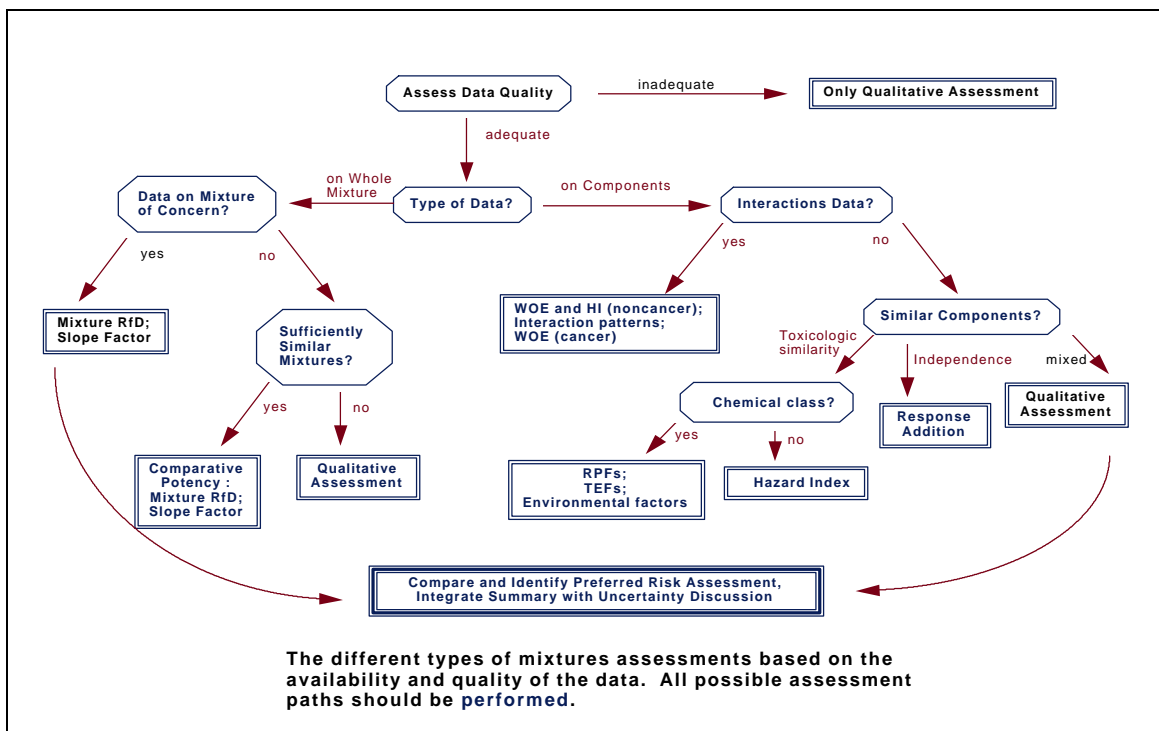 Assess Data Quality
inadequate
Only Qualitative Assessment
adequate
on Whole
Mixture
Data on Mixture
of Concern?
Type of Data?
on Components
Interactions Data?
yes
no
yes
no
Mixture RfD;
Slope Factor
Sufficiently
Similar
Mixtures?
WOE and HI (noncancer);
Interaction patterns;
WOE (cancer)
Similar Components?
Toxicologic
similarity
Independence
mixed
yes
no
Chemical class?
Response
Addition
Qualitative
Assessment
yes
no
Comparative
Potency :
Mixture RfD;
Slope Factor
Qualitative
Assessment
RPFs;
TEFs;
Environmental factors
Hazard Index
Compare and Identify Preferred Risk Assessment,
Integrate Summary with Uncertainty Discussion
The different types of mixtures assessments based on the
availability and quality of the data.  All possible assessment
paths should be performed.